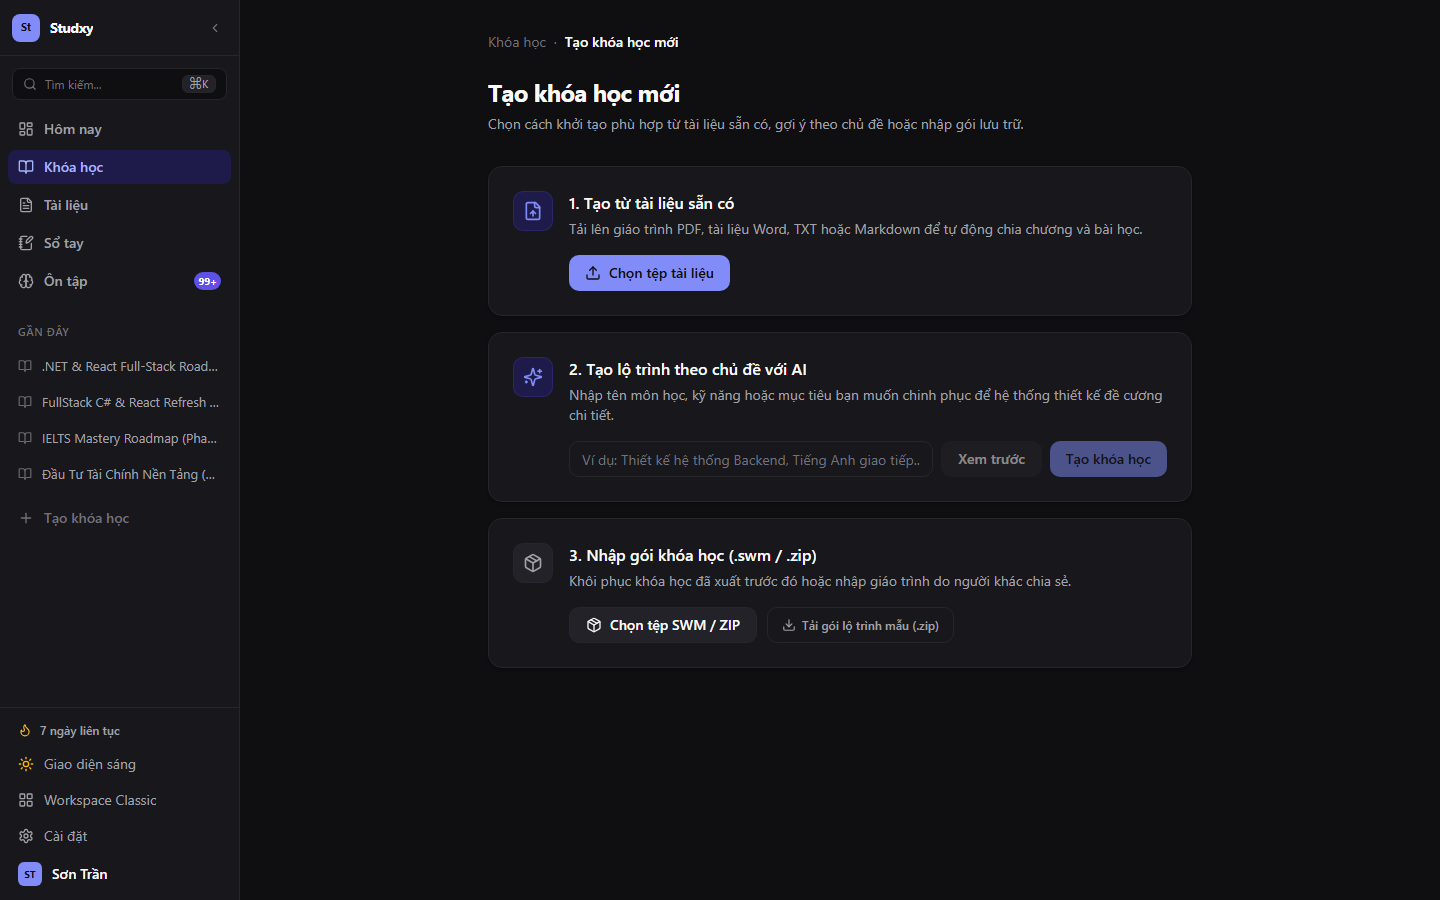 St Studxy
Tìm kiếm... ⌘K
Hôm nay
Khóa học
Tài liệu
Sổ tay
Ôn tập 99+
GẦN ĐÂY
.NET & React Full-Stack Road...
FullStack C# & React Refresh ...
IELTS Mastery Roadmap (Pha...
Đầu Tư Tài Chính Nền Tảng (...
Tạo khóa học
7 ngày liên tục
Giao diện sáng
Workspace Classic
Cài đặt
ST Sơn Trần
Khóa học · Tạo khóa học mới
Tạo khóa học mới
Chọn cách khởi tạo phù hợp từ tài liệu sẵn có, gợi ý theo chủ đề hoặc nhập gói lưu trữ.
1. Tạo từ tài liệu sẵn có
Tải lên giáo trình PDF, tài liệu Word, TXT hoặc Markdown để tự động chia chương và bài học.
Chọn tệp tài liệu
2. Tạo lộ trình theo chủ đề với AI
Nhập tên môn học, kỹ năng hoặc mục tiêu bạn muốn chinh phục để hệ thống thiết kế đề cương
chi tiết.
Ví dụ: Thiết kế hệ thống Backend, Tiếng Anh giao tiếp.. Xem trước Tạo khóa học
3. Nhập gói khóa học (.swm / .zip)
Khôi phục khóa học đã xuất trước đó hoặc nhập giáo trình do người khác chia sẻ.
Chọn tệp SWM / ZIP Tải gói lộ trình mẫu (.zip)